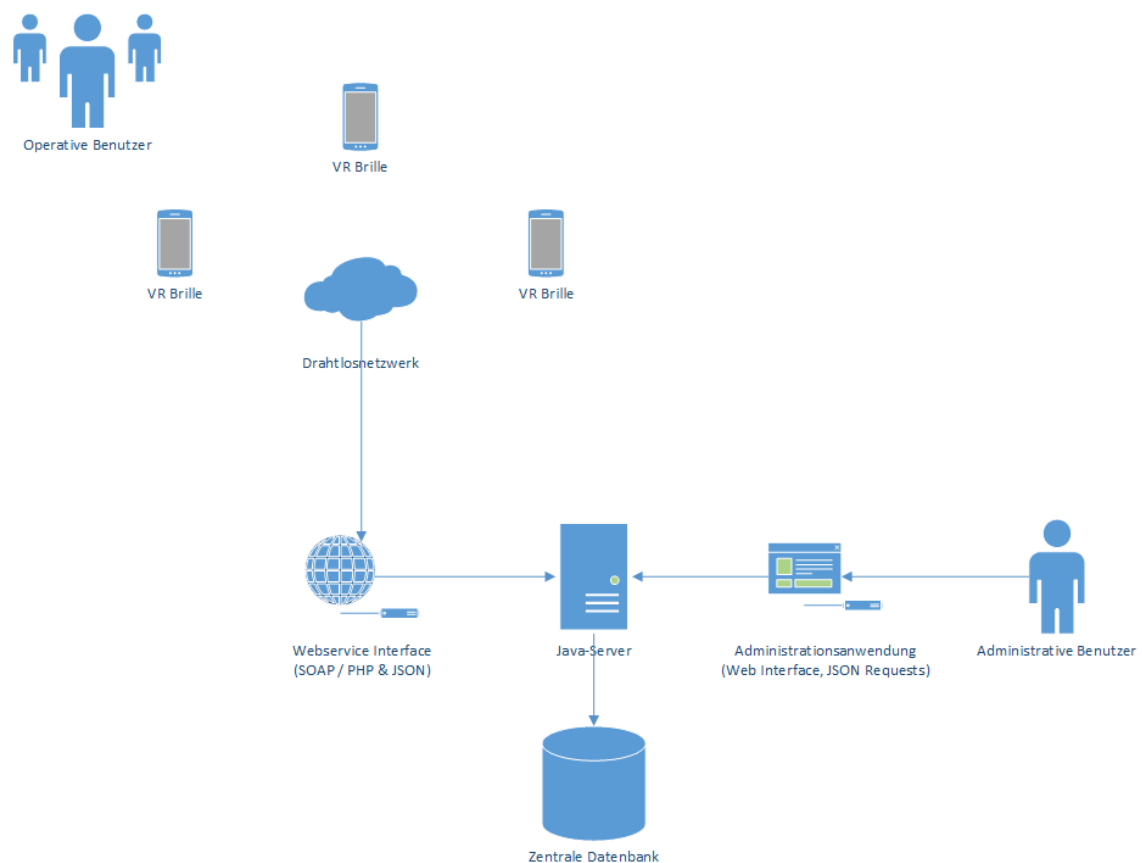 Operative Benutzer
VR Brille
VR Brille
VR Brille
Drahtlosnetzwerk
Webservice Interface
(SOAP / PHP & JSON)
Java-Server
Administrationsanwendung
(Web Interface, JSON Requests)
Administrative Benutzer
Zentrale Datenbank